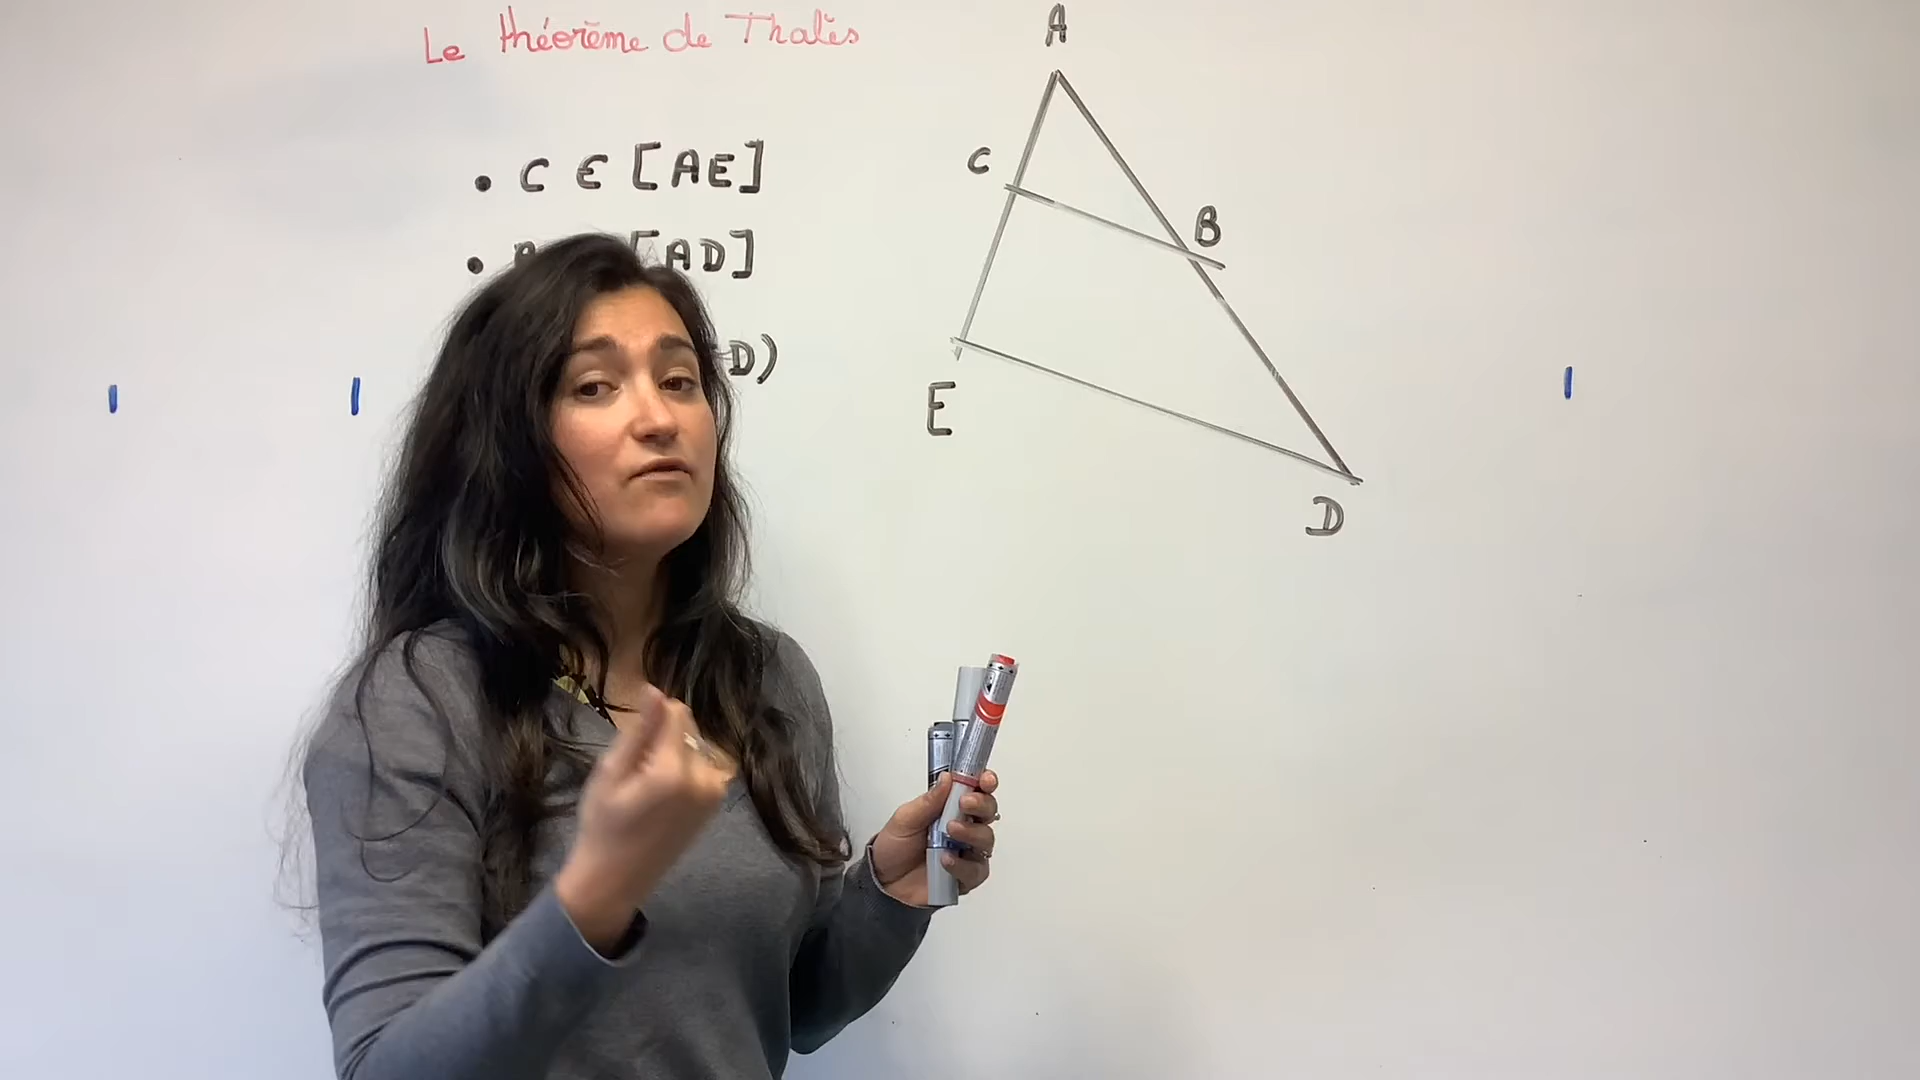 Le théorème de Thalès
A
• C ∈ [AE]
C
B
• [AD]
D)
E
D